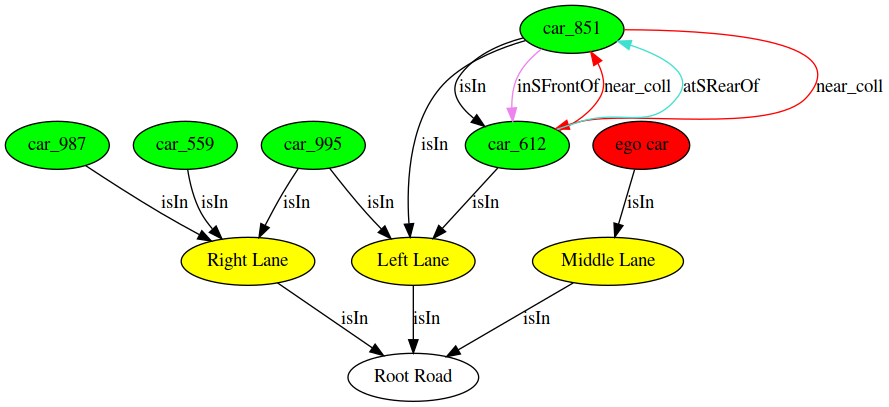 car_851
isIn
inSFrontOf
near_coll
atSRearOf
near_coll
car_987
car_559
car_995
isIn
car_612
ego car
isIn
isIn
isIn
isIn
isIn
isIn
Right Lane
Left Lane
Middle Lane
isIn
isIn
isIn
Root Road